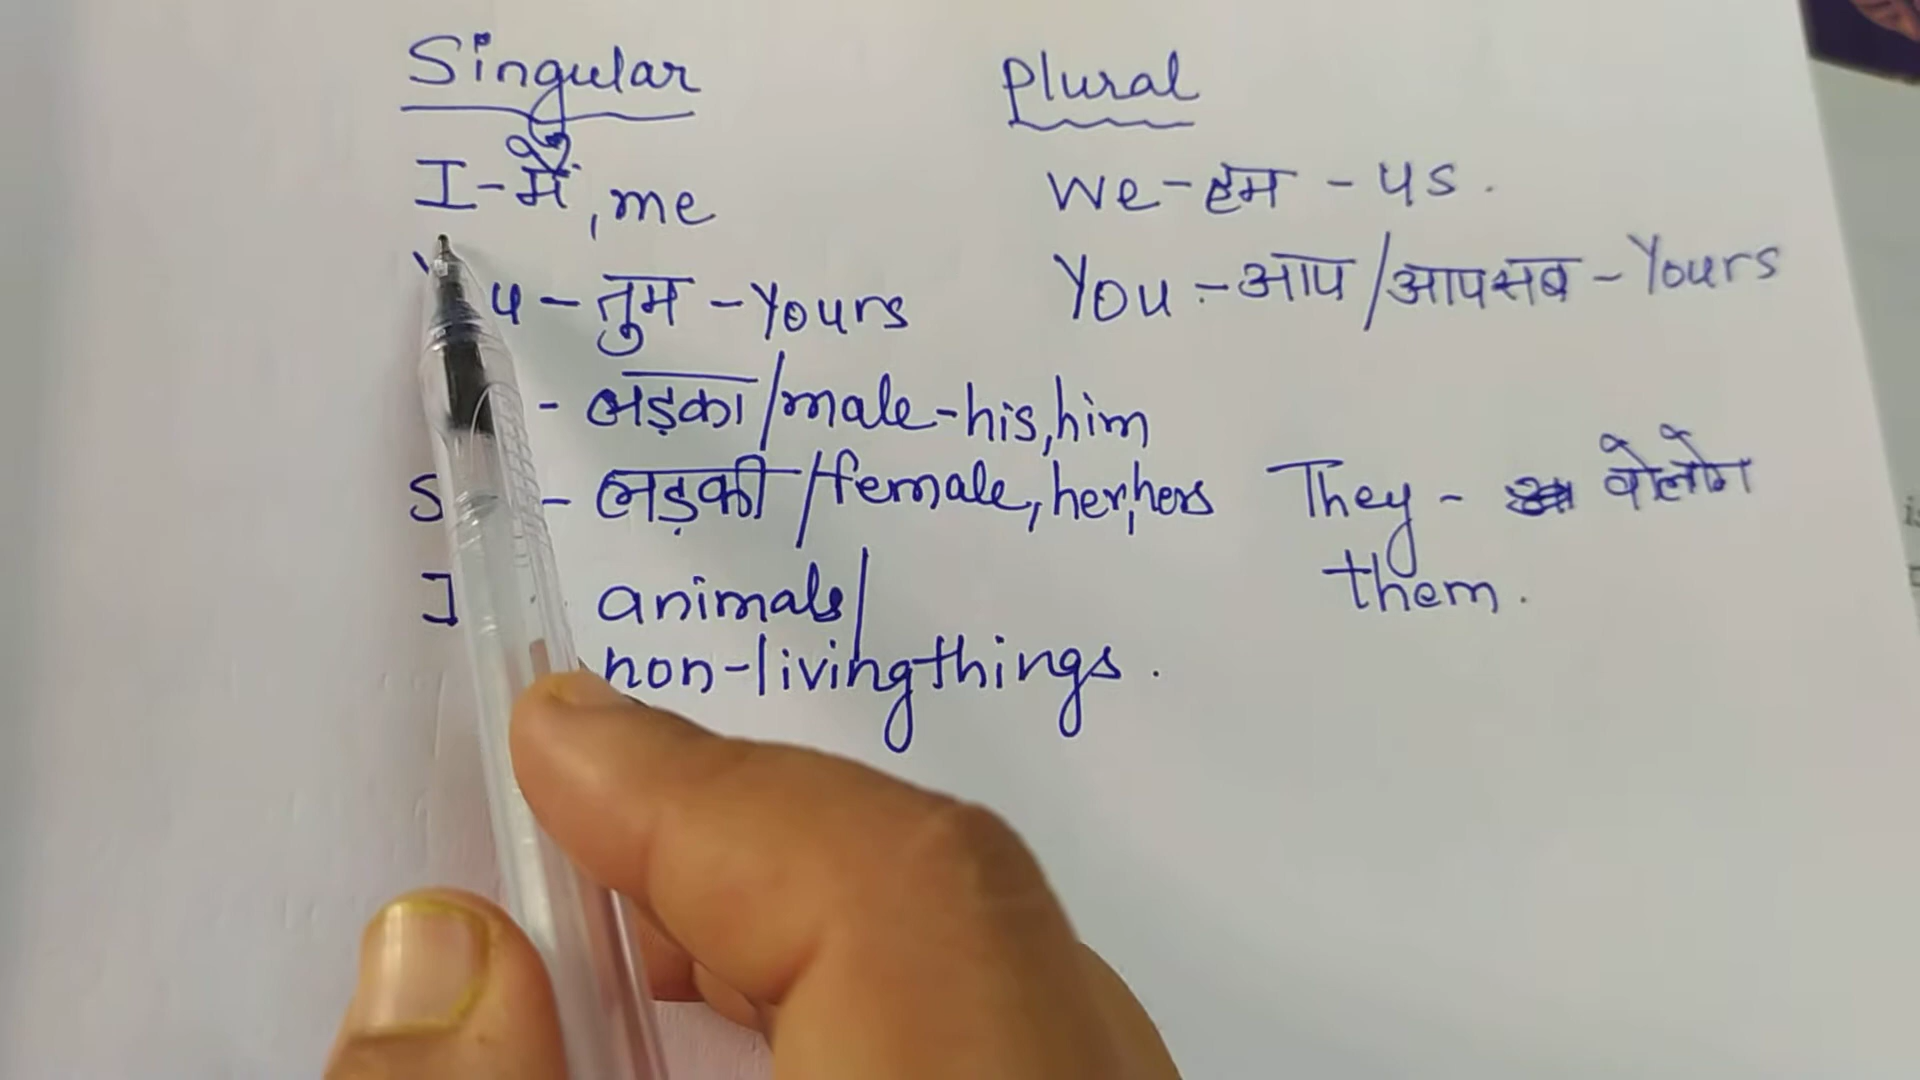 Singular
I - मैं, me
u - तुम - Yours
- लड़का/male - his, him
S - लड़की/female, her, hers
I animals/
non-living things.
Plural
We - हम - us.
You - आप/आपसब - Yours
They - वेलोग
them.